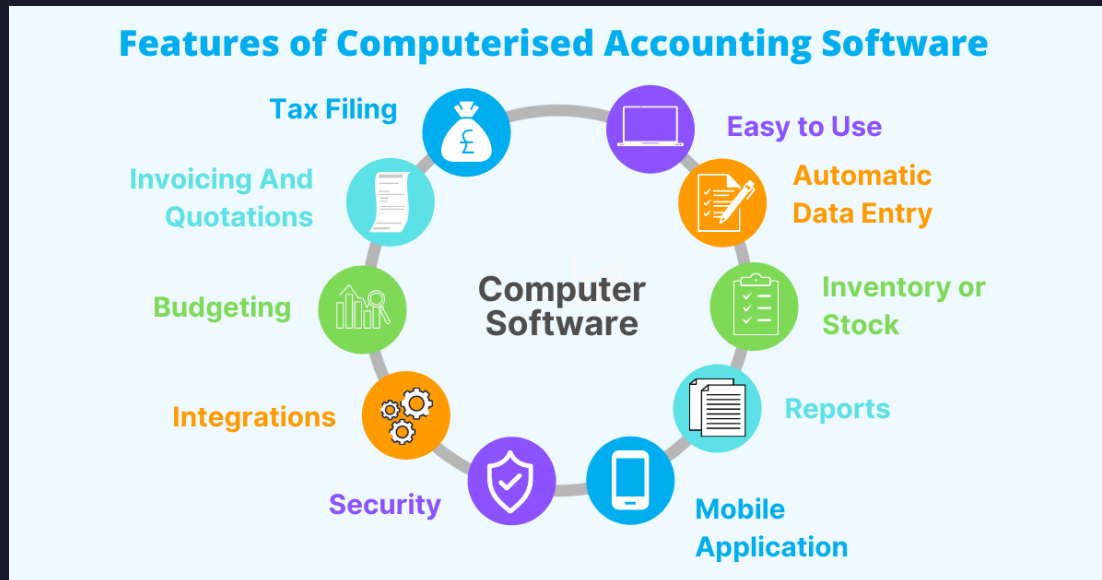 Features of Computerised Accounting Software
Tax Filing
Easy to Use
Invoicing And
Quotations
Automatic
Data Entry
Budgeting
Computer
Software
Inventory or
Stock
Integrations
Reports
Security
Mobile
Application
£